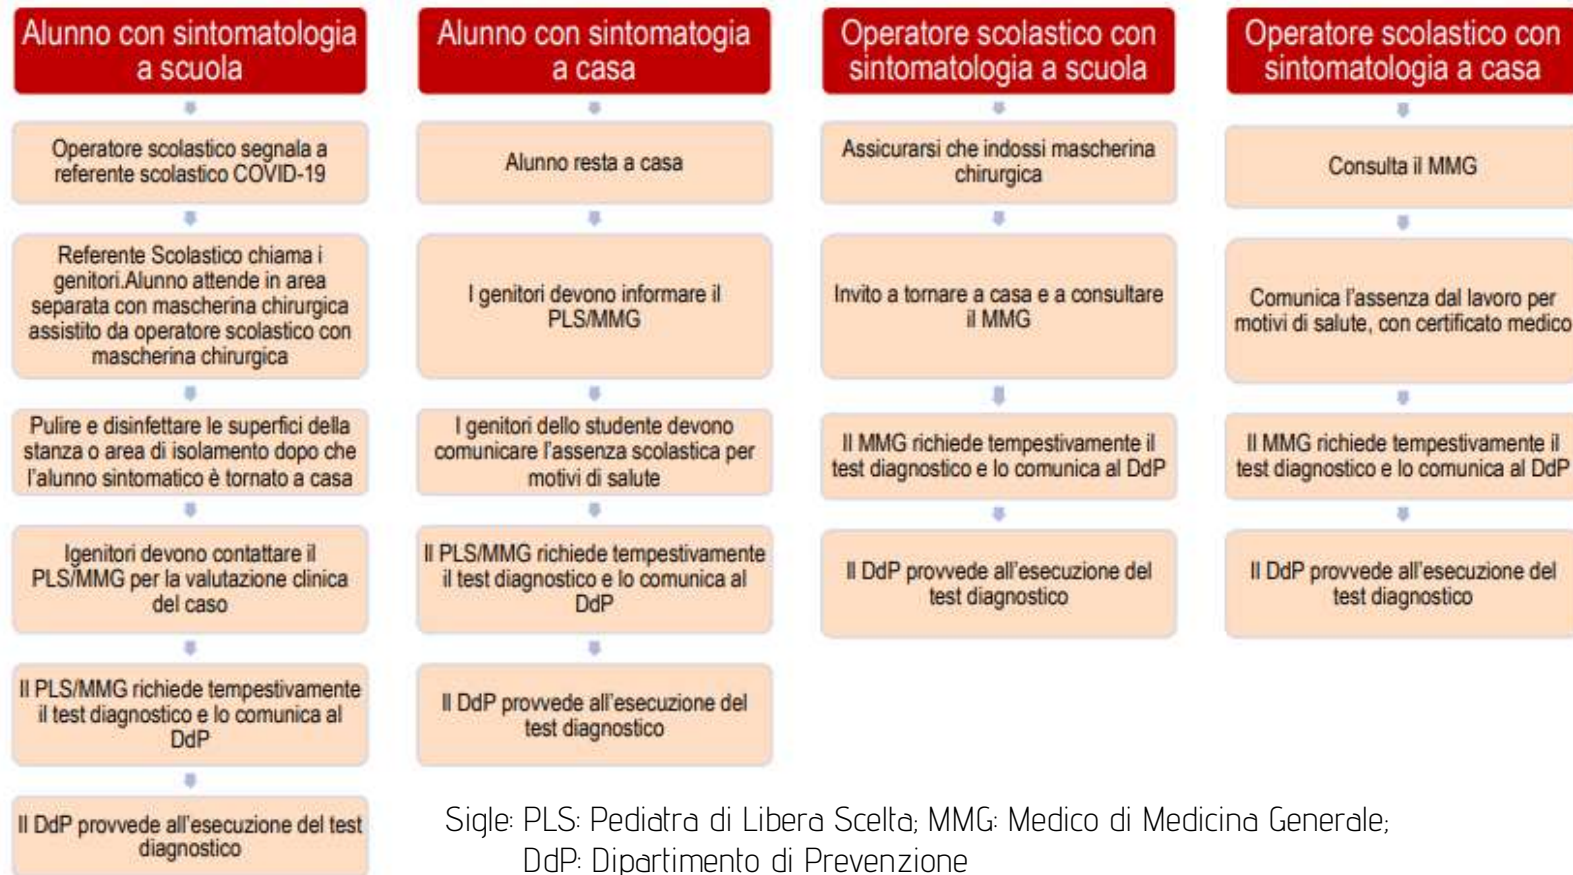 Alunno con sintomatologia
a scuola
Operatore scolastico segnala a
referente scolastico COVID-19
Referente Scolastico chiama i
genitori.Alunno attende in area
separata con mascherina chirurgica
assistito da operatore scolastico con
mascherina chirurgica
Pulire e disinfettare le superfici della
stanza o area di isolamento dopo che
l'alunno sintomatico è tornato a casa
Igenitori devono contattare il
PLS/MMG per la valutazione clinica
del caso
Il PLS/MMG richiede tempestivamente
il test diagnostico e lo comunica al
DdP
Il DdP provvede all'esecuzione del test
diagnostico
Alunno con sintomatogia
a casa
Alunno resta a casa
I genitori devono informare il
PLS/MMG
I genitori dello studente devono
comunicare l'assenza scolastica per
motivi di salute
Il PLS/MMG richiede tempestivamente
il test diagnostico e lo comunica al
DdP
Il DdP provvede all'esecuzione del
test diagnostico
Operatore scolastico con
sintomatologia a scuola
Assicurarsi che indossi mascherina
chirurgica
Invito a tornare a casa e a consultare
il MMG
Il MMG richiede tempestivamente il
test diagnostico e lo comunica al DdP
Il DdP provvede all'esecuzione del
test diagnostico
Operatore scolastico con
sintomatologia a casa
Consulta il MMG
Comunica l'assenza dal lavoro per
motivi di salute, con certificato medico
Il MMG richiede tempestivamente il
test diagnostico e lo comunica al DdP
Il DdP provvede all'esecuzione del
test diagnostico
Sigle: PLS: Pediatra di Libera Scelta; MMG: Medico di Medicina Generale;
DdP: Dipartimento di Prevenzione